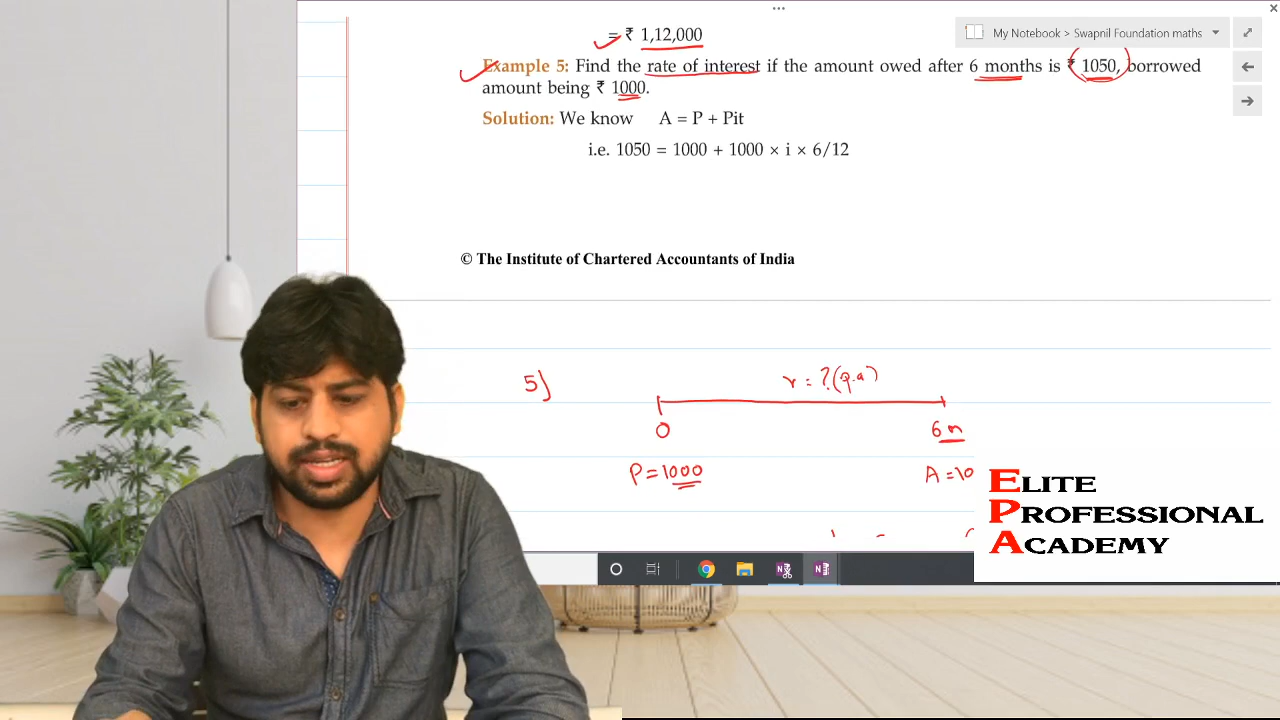 = ₹ 1,12,000
My Notebook > Swapnil Foundation maths
Example 5: Find the rate of interest if the amount owed after 6 months is ₹ 1050, borrowed
amount being ₹ 1000.
Solution: We know A = P + Pit
i.e. 1050 = 1000 + 1000 × i × 6/12
© The Institute of Chartered Accountants of India
5)
r = ? (p.a)
0 6m
P = 1000 A = 10
ELITE
PROFESSIONAL
ACADEMY